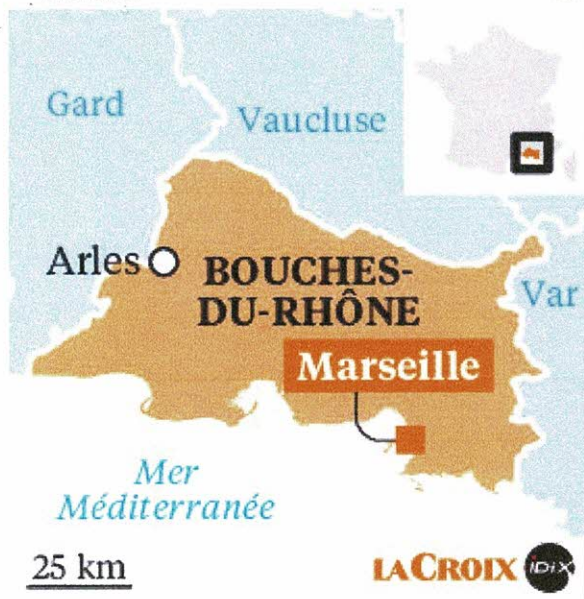 Gard
Vaucluse
Arles
BOUCHES-
DU-RHÔNE
Var
Marseille
Mer
Méditerranée
25 km
LA CROIX
iDiX